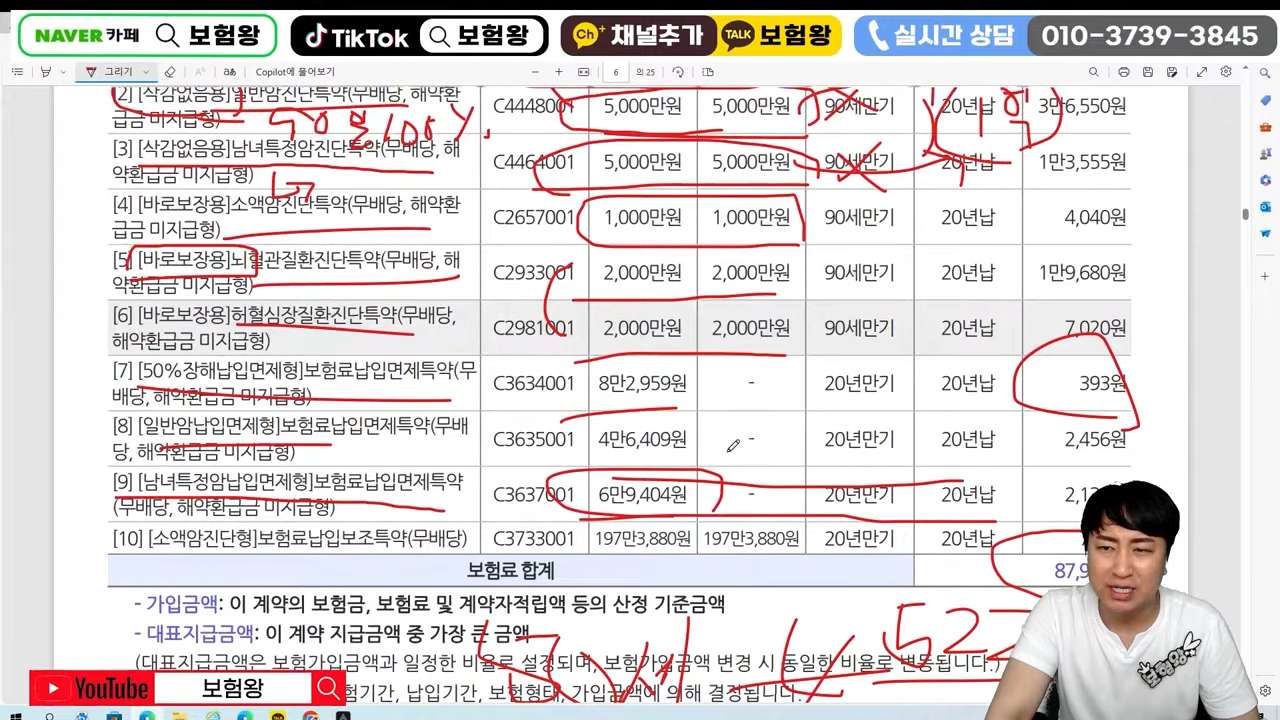 NAVER 카페 보험왕
TikTok 보험왕
Ch+ 채널추가 TALK 보험왕
실시간 상담 010-3739-3845
그리기 Copilot에 물어보기 6 의 25
[2] [삭감없음용]일반암진단특약(무배당, 해약환
급금 미지급형) C4448001 5,000만원 5,000만원 90세만기 3만6,550원
[3] [삭감없음용]남녀특정암진단특약(무배당, 해
약환급금 미지급형) C4464001 5,000만원 5,000만원 90세만기 20년납 1만3,555원
[4] [바로보장용]소액암진단특약(무배당, 해약환
급금 미지급형) C2657001 1,000만원 1,000만원 90세만기 20년납 4,040원
[5] [바로보장용]뇌혈관질환진단특약(무배당, 해
약환급금 미지급형) C2933001 2,000만원 2,000만원 90세만기 20년납 1만9,680원
[6] [바로보장용]허혈심장질환진단특약(무배당,
해약환급금 미지급형) C2981001 2,000만원 2,000만원 90세만기 20년납 7,020원
[7] [50%장해납입면제형]보험료납입면제특약(무
배당, 해약환급금 미지급형) C3634001 8만2,959원 - 20년만기 20년납 393원
[8] [일반암납입면제형]보험료납입면제특약(무배
당, 해약환급금 미지급형) C3635001 4만6,409원 - 20년만기 20년납 2,456원
[9] [남녀특정암납입면제형]보험료납입면제특약
(무배당, 해약환급금 미지급형) C3637001 6만9,404원 - 20년만기 20년납
[10] [소액암진단형]보험료납입보조특약(무배당) C3733001 197만3,880원 197만3,880원 20년만기 20년납
보험료 합계
- 가입금액: 이 계약의 보험금, 보험료 및 계약자적립액 등의 산정 기준금액
- 대표지급금액: 이 계약 지급금액 중 가장 큰 금액
(대표지급금액은 보험가입금액과 일정한 비율로 설정되며, 보험가입금액 변경 시 동일한 비율로 변동됩니다.)
험기간, 납입기간, 보험형태, 가입금액에 의해 결정됩니다.
522
YouTube 보험왕
보험왕